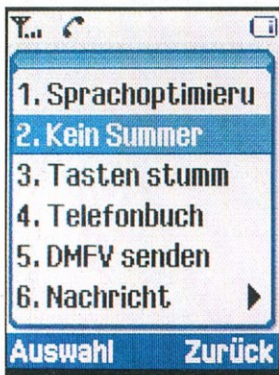 1. Sprachoptimieru
2. Kein Summer
3. Tasten stumm
4. Telefonbuch
5. DMFV senden
6. Nachricht
Auswahl Zurück